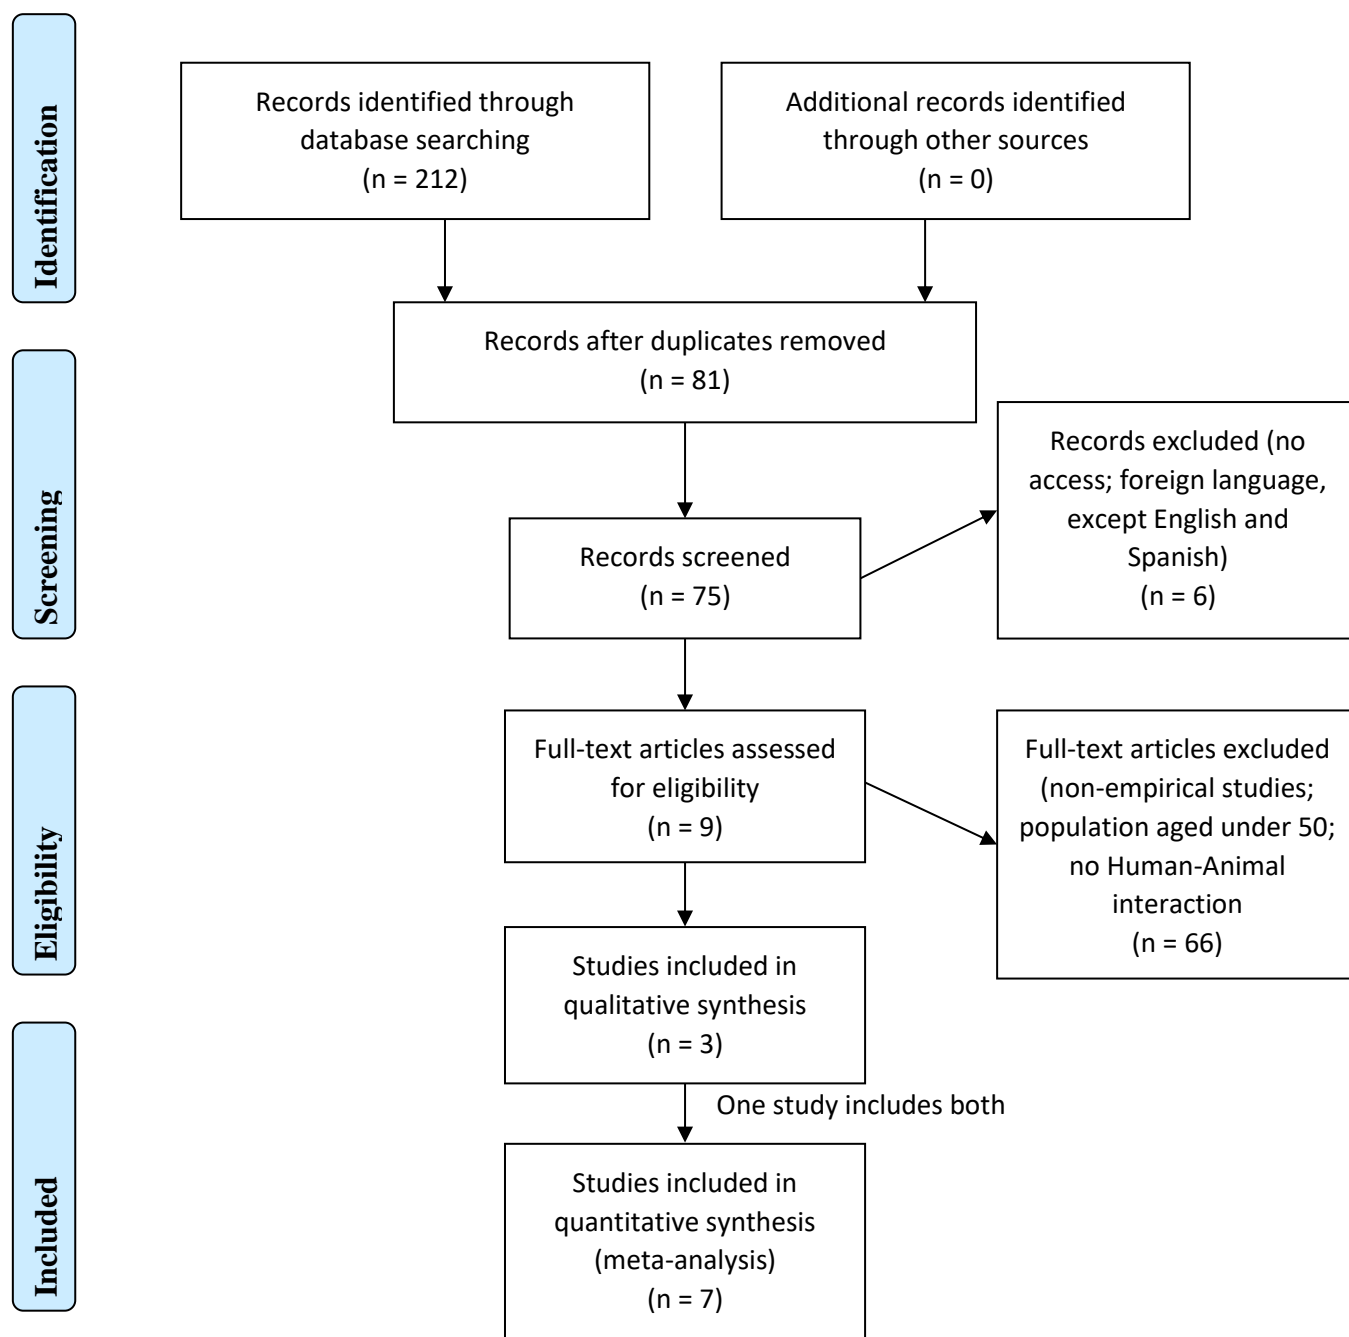 Identification
Records identified through
database searching
(n = 212)
Additional records identified
through other sources
(n = 0)
Records after duplicates removed
(n = 81)
Screening
Records screened
(n = 75)
Records excluded (no
access; foreign language,
except English and
Spanish)
(n = 6)
Eligibility
Full-text articles assessed
for eligibility
(n = 9)
Full-text articles excluded
(non-empirical studies;
population aged under 50;
no Human-Animal
interaction
(n = 66)
Studies included in
qualitative synthesis
(n = 3)
One study includes both
Included
Studies included in
quantitative synthesis
(meta-analysis)
(n = 7)